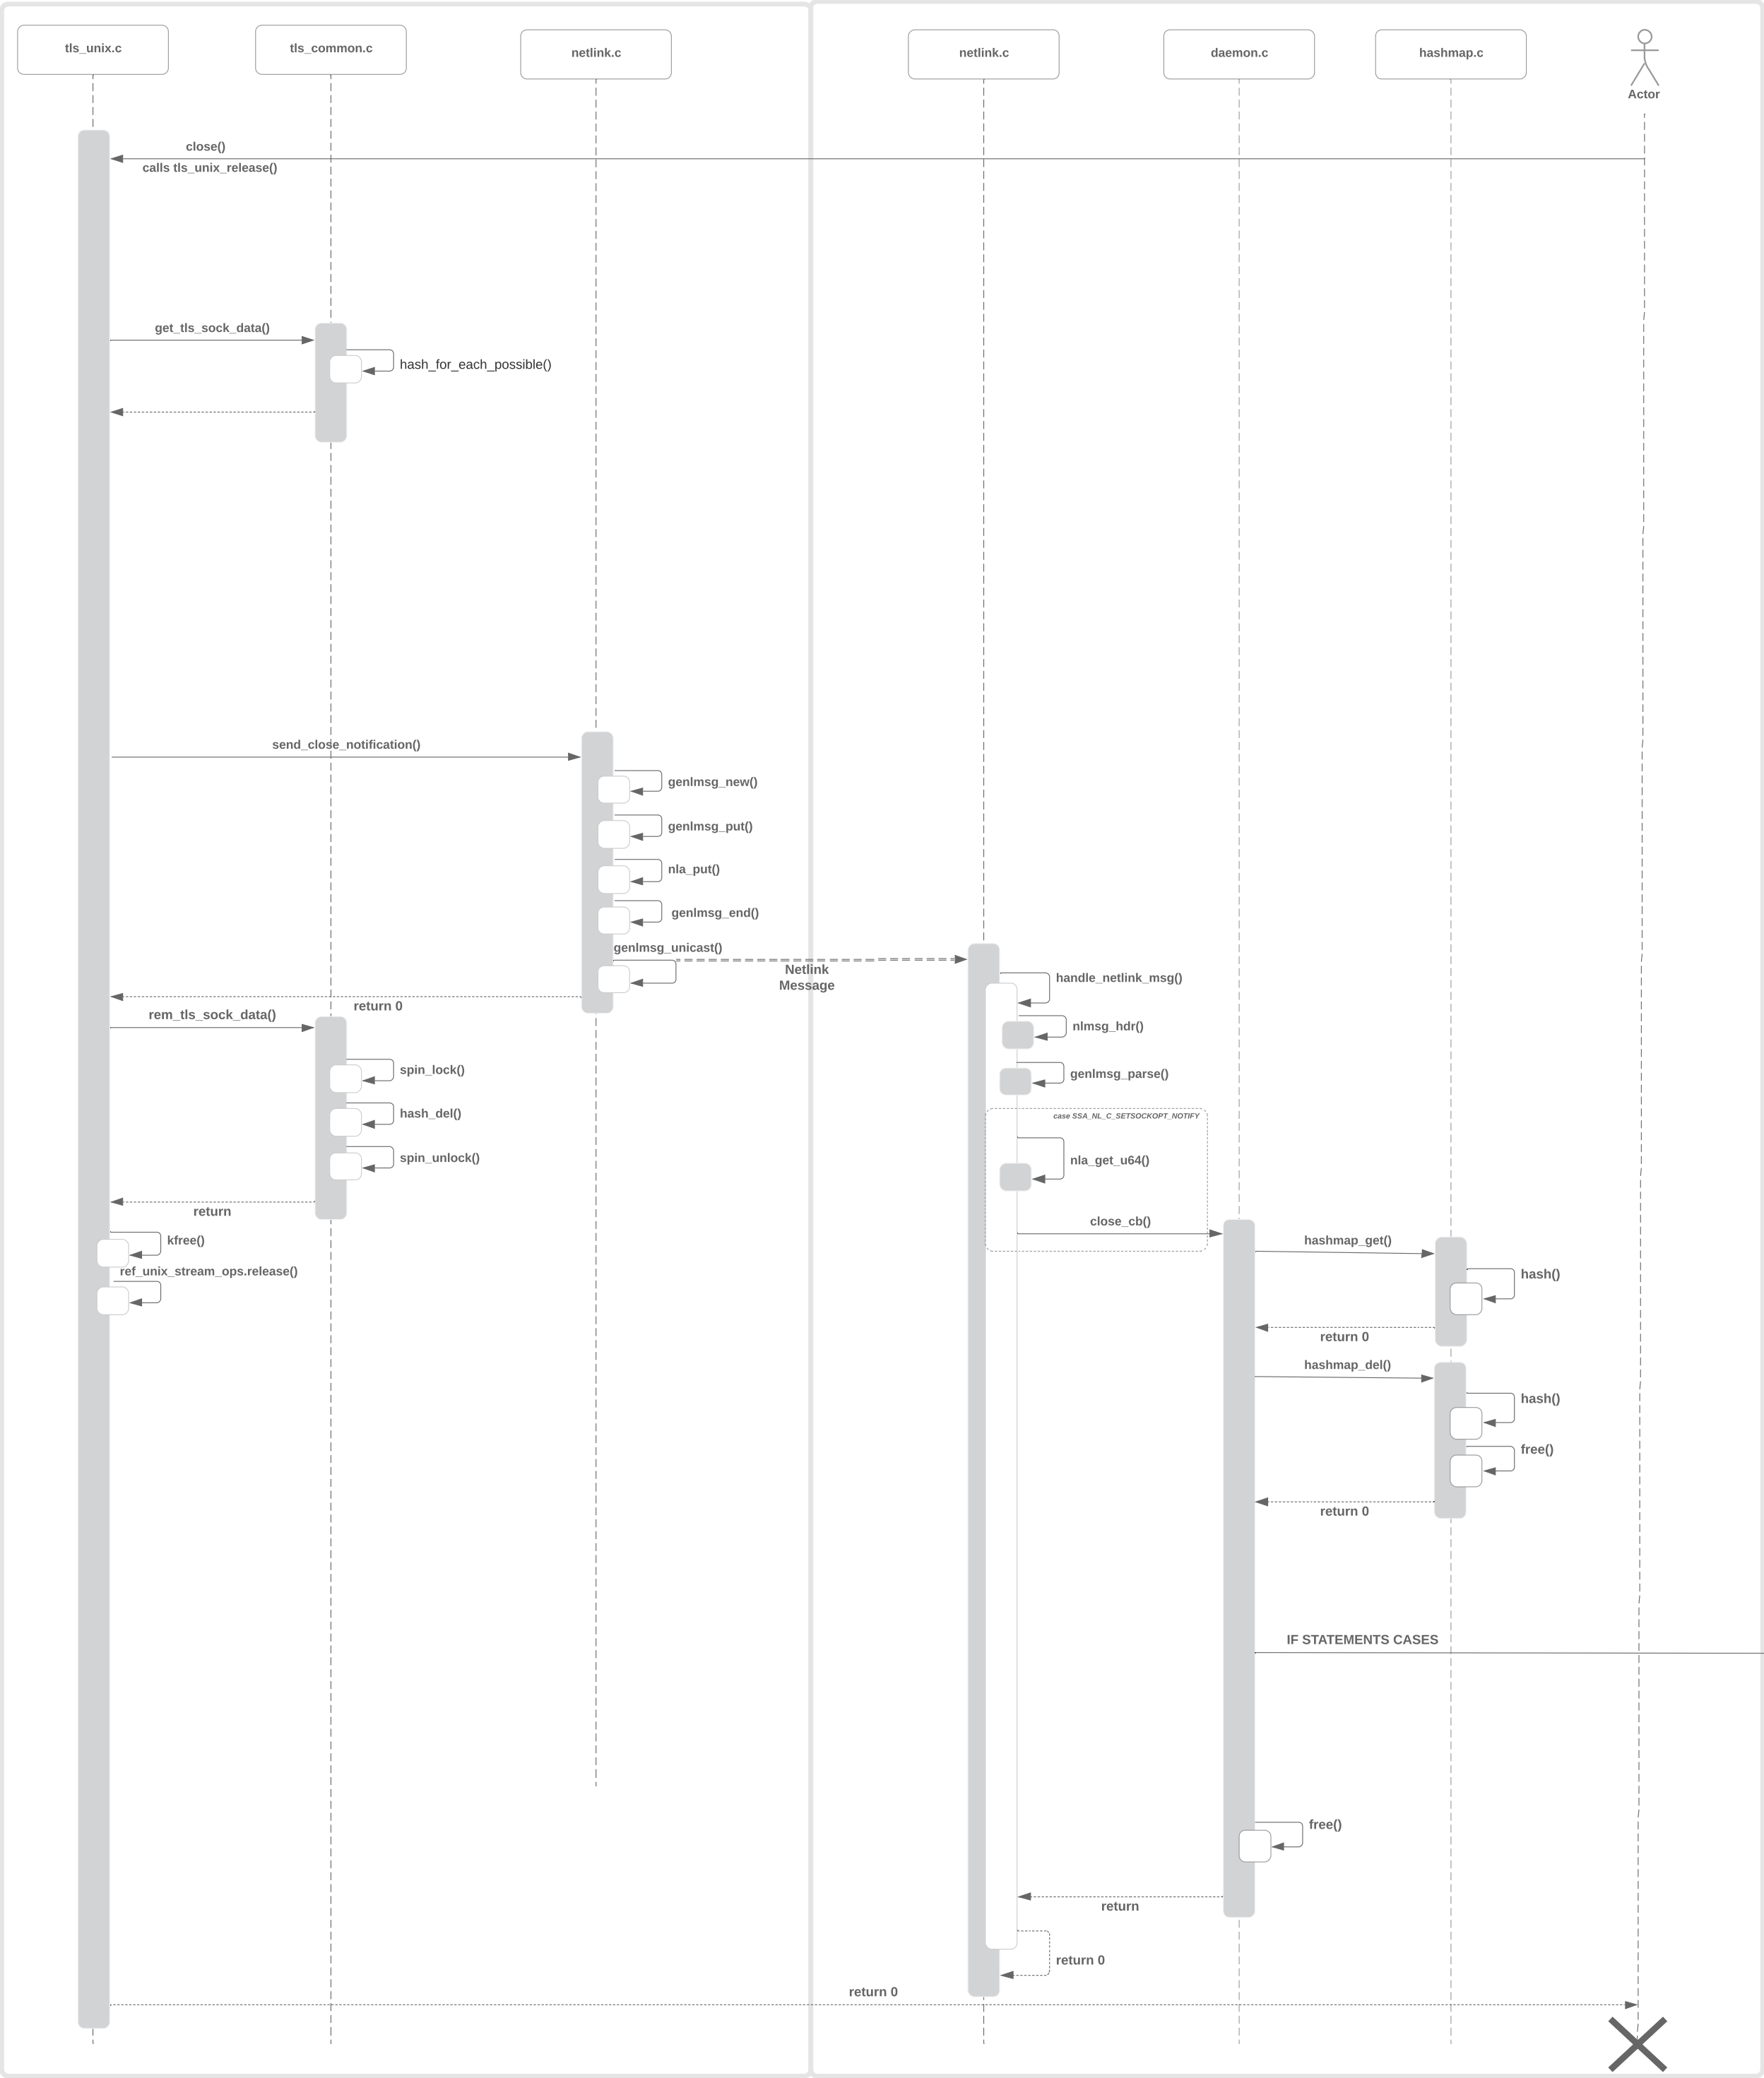 tls_unix.c
tls_common.c
netlink.c
netlink.c
daemon.c
hashmap.c
Actor
close()
calls tls_unix_release()
get_tls_sock_data()
hash_for_each_possible()
send_close_notification()
genlmsg_new()
genlmsg_put()
nla_put()
genlmsg_end()
genlmsg_unicast()
Netlink
Message
handle_netlink_msg()
return 0
rem_tls_sock_data()
nlmsg_hdr()
spin_lock()
genlmsg_parse()
hash_del()
case SSA_NL_C_SETSOCKOPT_NOTIFY
spin_unlock()
nla_get_u64()
return
close_cb()
kfree()
hashmap_get()
ref_unix_stream_ops.release()
hash()
return 0
hashmap_del()
hash()
free()
return 0
IF STATEMENTS CASES
free()
return
return 0
return 0